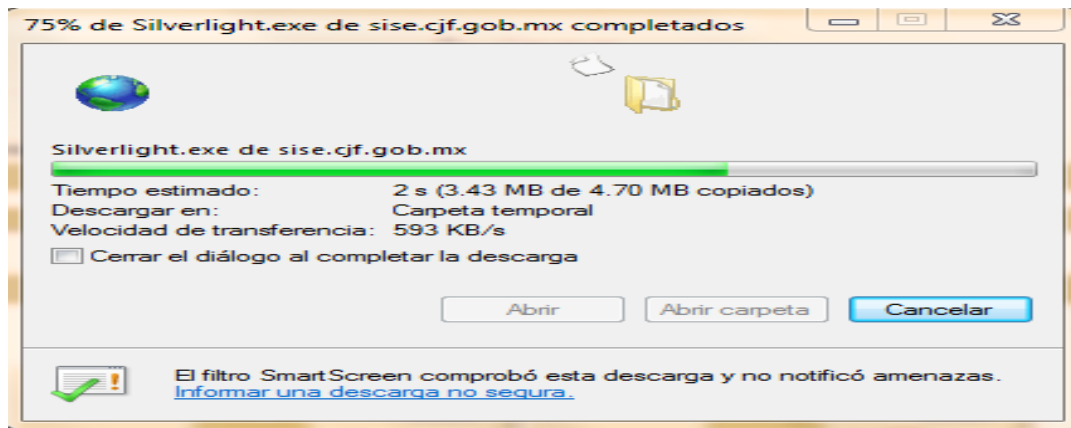 75% de Silverlight.exe de sise.cjf.gob.mx completados
Silverlight.exe de sise.cjf.gob.mx
Tiempo estimado: 2 s (3.43 MB de 4.70 MB copiados)
Descargar en: Carpeta temporal
Velocidad de transferencia: 593 KB/s
Cerrar el diálogo al completar la descarga
Abrir Abrir carpeta Cancelar
El filtro SmartScreen comprobó esta descarga y no notificó amenazas.
Informar una descarga no segura.